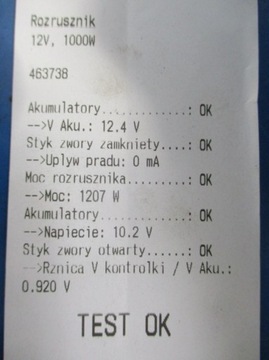 Rozrusznik
12V, 1000W
463738
Akumulatory............: OK
-->V Aku.: 12.4 V
Styk zwory zamkniety....: OK
-->Uplyw pradu: 0 mA
Moc rozrusznika.........: OK
-->Moc: 1207 W
Akumulatory............: OK
-->Napiecie: 10.2 V
Styk zwory otwarty......: OK
-->Rznica V kontrolki / V Aku.:
0.920 V
TEST OK